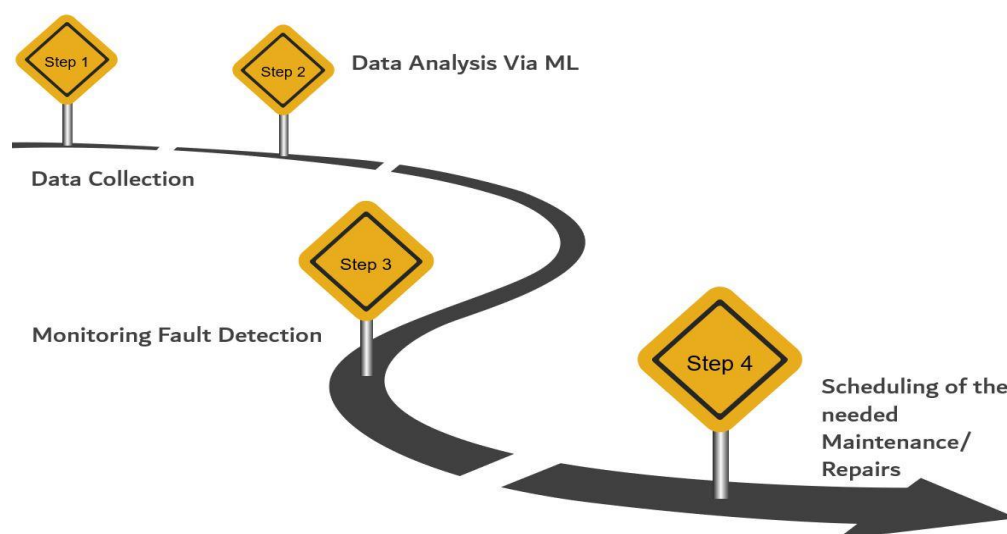 Step 1
Data Collection
Step 2
Data Analysis Via ML
Step 3
Monitoring Fault Detection
Step 4
Scheduling of the
needed
Maintenance/
Repairs